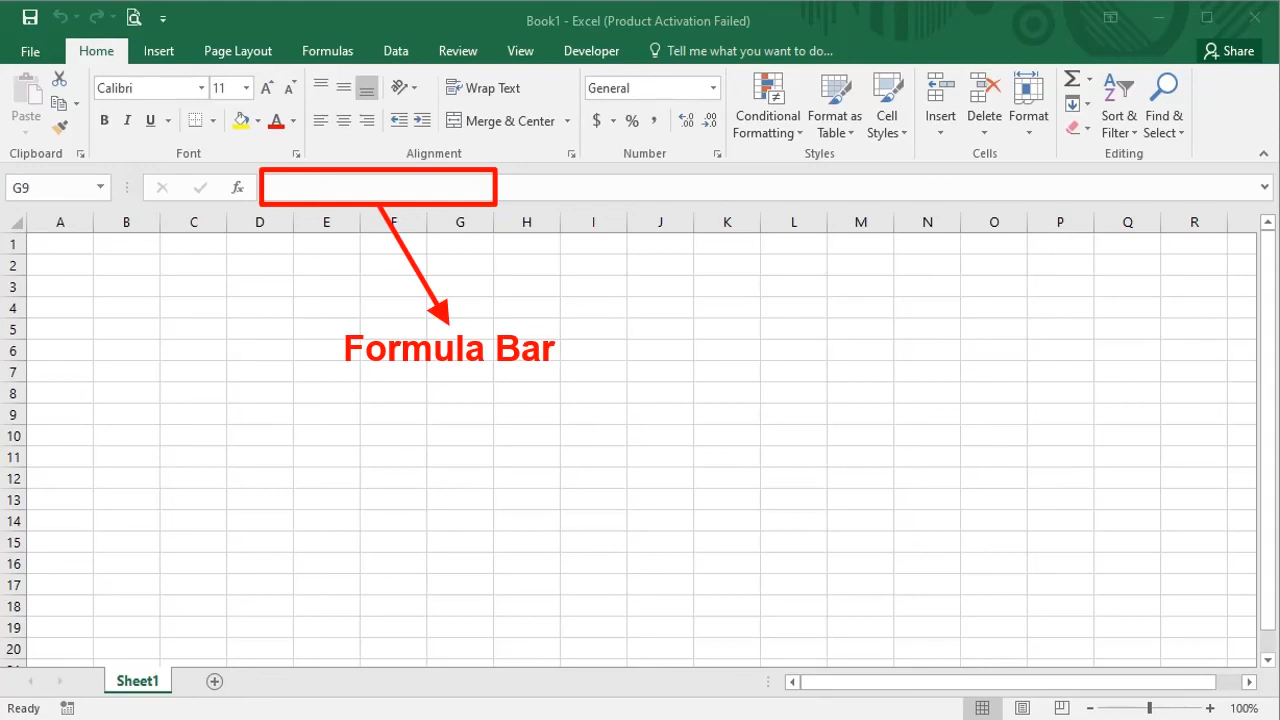 Book1 - Excel (Product Activation Failed)
File Home Insert Page Layout Formulas Data Review View Developer Tell me what you want to do... Share
Paste
Calibri 11
B I U A
Wrap Text
Merge & Center
General
$ % ,
Conditional Formatting
Format as Table
Cell Styles
Insert
Delete
Format
Sort & Filter
Find & Select
Clipboard Font Alignment Number Styles Cells Editing
G9 fx
A B C D E F G H I J K L M N O P Q R
1
2
3
4
5
Formula Bar
6
7
8
9
10
11
12
13
14
15
16
17
18
19
20
Sheet1
Ready 100%